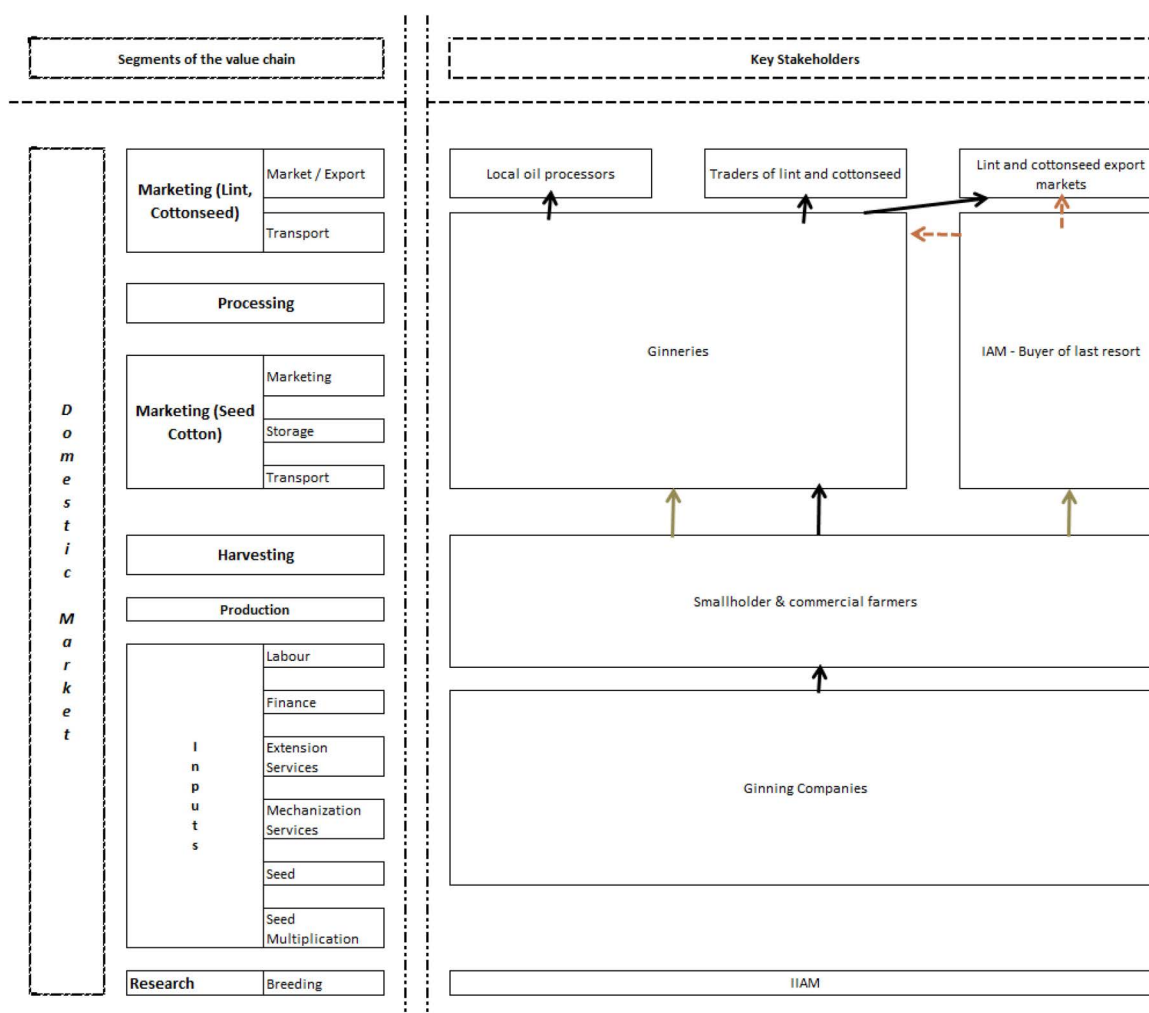 Segments of the value chain
Key Stakeholders
Domestic Market
Marketing (Lint,
Cottonseed)
Market / Export
Transport
Processing
Marketing (Seed
Cotton)
Marketing
Storage
Transport
Harvesting
Production
Inputs
Labour
Finance
Extension
Services
Mechanization
Services
Seed
Seed
Multiplication
Research
Breeding
Local oil processors
Traders of lint and cottonseed
Lint and cottonseed export
markets
Ginneries
IAM - Buyer of last resort
Smallholder & commercial farmers
Ginning Companies
IIAM